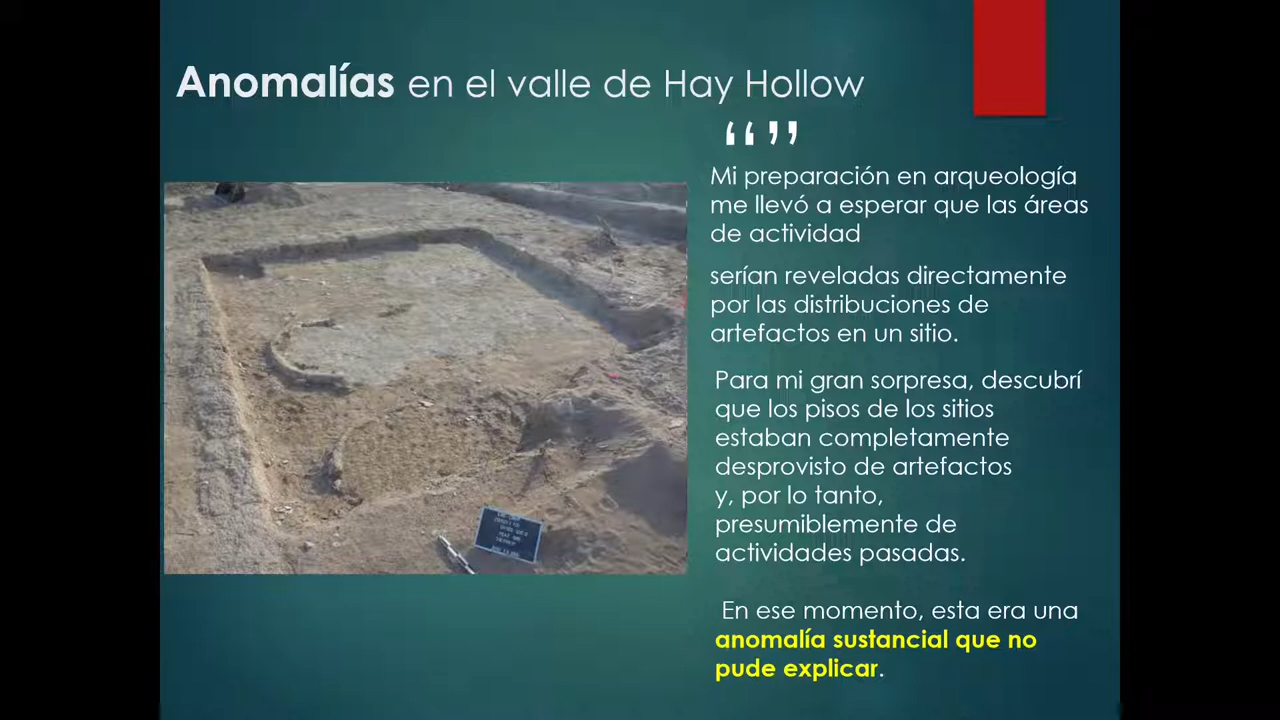 Anomalías en el valle de Hay Hollow
“ ”
Mi preparación en arqueología
me llevó a esperar que las áreas
de actividad
serían reveladas directamente
por las distribuciones de
artefactos en un sitio.
Para mi gran sorpresa, descubrí
que los pisos de los sitios
estaban completamente
desprovisto de artefactos
y, por lo tanto,
presumiblemente de
actividades pasadas.
En ese momento, esta era una
anomalía sustancial que no
pude explicar.